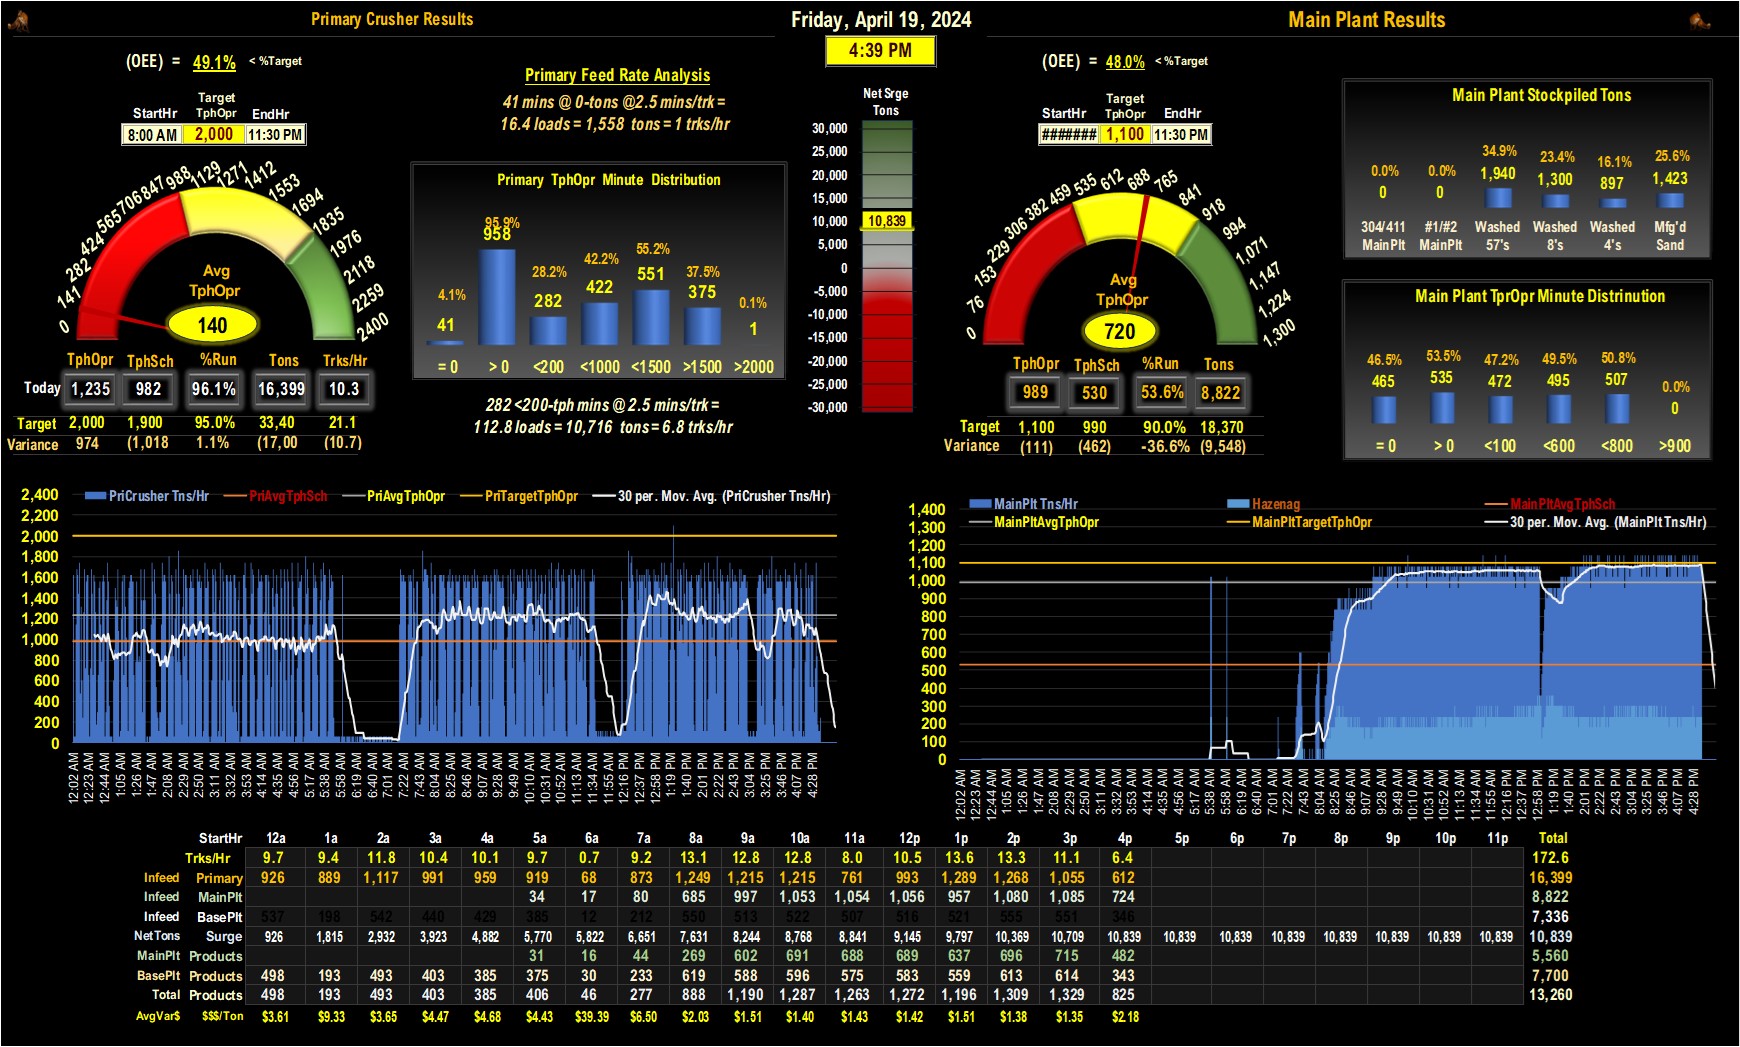 Primary Crusher Results
Friday, April 19, 2024
Main Plant Results
4:39 PM
(OEE) = 49.1% < %Target
StartHr Target TphOpr EndHr
8:00 AM 2,000 11:30 PM
0 141 282 424 565 706 847 988 1129 1271 1412 1553 1694 1835 1976 2118 2259 2400
Avg
TphOpr
140
TphOpr TphSch %Run Tons Trks/Hr
Today 1,235 982 96.1% 16,399 10.3
Target 2,000 1,900 95.0% 33,40 21.1
Variance 974 (1,018 1.1% (17,00 (10.7)
Primary Feed Rate Analysis
41 mins @ 0-tons @2.5 mins/trk =
16.4 loads = 1,558 tons = 1 trks/hr
Primary TphOpr Minute Distribution
4.1% 95.9% 28.2% 42.2% 55.2% 37.5% 0.1%
41 958 282 422 551 375 1
= 0 > 0 <200 <1000 <1500 >1500 >2000
282 <200-tph mins @ 2.5 mins/trk =
112.8 loads = 10,716 tons = 6.8 trks/hr
Net Srge
Tons
30,000
25,000
20,000
15,000
10,000
10,839
5,000
0
-5,000
-10,000
-15,000
-20,000
-25,000
-30,000
(OEE) = 48.0% < %Target
StartHr Target TphOpr EndHr
####### 1,100 11:30 PM
0 76 153 229 306 382 459 535 612 688 765 841 918 994 1,071 1,147 1,224 1,300
Avg
TphOpr
720
TphOpr TphSch %Run Tons
989 530 53.6% 8,822
Target 1,100 990 90.0% 18,370
Variance (111) (462) -36.6% (9,548)
Main Plant Stockpiled Tons
0.0% 0.0% 34.9% 23.4% 16.1% 25.6%
0 0 1,940 1,300 897 1,423
304/411 #1/#2 Washed Washed Washed Mfg'd
MainPlt MainPlt 57's 8's 4's Sand
Main Plant TprOpr Minute Distrinution
46.5% 53.5% 47.2% 49.5% 50.8% 0.0%
465 535 472 495 507 0
= 0 > 0 <100 <600 <800 >900
PriCrusher Tns/Hr PriAvgTphSch PriAvgTphOpr PriTargetTphOpr 30 per. Mov. Avg. (PriCrusher Tns/Hr)
2,400
2,200
2,000
1,800
1,600
1,400
1,200
1,000
800
600
400
200
0
12:02 AM 12:23 AM 12:44 AM 1:05 AM 1:26 AM 1:47 AM 2:08 AM 2:29 AM 2:50 AM 3:11 AM 3:32 AM 3:53 AM 4:14 AM 4:35 AM 4:56 AM 5:17 AM 5:38 AM 5:58 AM 6:19 AM 6:40 AM 7:01 AM 7:22 AM 7:43 AM 8:04 AM 8:25 AM 8:46 AM 9:07 AM 9:28 AM 9:49 AM 10:10 AM 10:31 AM 10:52 AM 11:13 AM 11:34 AM 11:55 AM 12:16 PM 12:37 PM 12:58 PM 1:19 PM 1:40 PM 2:01 PM 2:22 PM 2:43 PM 3:04 PM 3:25 PM 3:46 PM 4:07 PM 4:28 PM
MainPlt Tns/Hr Hazenag MainPltAvgTphSch
MainPltAvgTphOpr MainPltTargetTphOpr 30 per. Mov. Avg. (MainPlt Tns/Hr)
1,400
1,300
1,200
1,100
1,000
900
800
700
600
500
400
300
200
100
0
12:02 AM 12:23 AM 12:44 AM 1:05 AM 1:26 AM 1:47 AM 2:08 AM 2:29 AM 2:50 AM 3:11 AM 3:32 AM 3:53 AM 4:14 AM 4:35 AM 4:56 AM 5:17 AM 5:38 AM 5:58 AM 6:19 AM 6:40 AM 7:01 AM 7:22 AM 7:43 AM 8:04 AM 8:25 AM 8:46 AM 9:07 AM 9:28 AM 9:49 AM 10:10 AM 10:31 AM 10:52 AM 11:13 AM 11:34 AM 11:55 AM 12:16 PM 12:37 PM 12:58 PM 1:19 PM 1:40 PM 2:01 PM 2:22 PM 2:43 PM 3:04 PM 3:25 PM 3:46 PM 4:07 PM 4:28 PM
StartHr 12a 1a 2a 3a 4a 5a 6a 7a 8a 9a 10a 11a 12p 1p 2p 3p 4p 5p 6p 7p 8p 9p 10p 11p Total
Trks/Hr 9.7 9.4 11.8 10.4 10.1 9.7 0.7 9.2 13.1 12.8 12.8 8.0 10.5 13.6 13.3 11.1 6.4 172.6
Infeed Primary 926 889 1,117 991 959 919 68 873 1,249 1,215 1,215 761 993 1,289 1,268 1,055 612 16,399
Infeed MainPlt 34 17 80 685 997 1,053 1,054 1,056 957 1,080 1,085 724 8,822
Infeed BasePlt 537 198 542 440 429 385 12 212 550 513 522 507 516 521 555 551 346 7,336
NetTons Surge 926 1,815 2,932 3,923 4,882 5,770 5,822 6,651 7,631 8,244 8,768 8,841 9,145 9,797 10,369 10,709 10,839 10,839 10,839 10,839 10,839 10,839 10,839 10,839 10,839
MainPlt Products 31 16 44 269 602 691 688 689 637 696 715 482 5,560
BasePlt Products 498 193 493 403 385 375 30 233 619 588 596 575 583 559 613 614 343 7,700
Total Products 498 193 493 403 385 406 46 277 888 1,190 1,287 1,263 1,272 1,196 1,309 1,329 825 13,260
AvgVar$ $$$/Ton $3.61 $9.33 $3.65 $4.47 $4.68 $4.43 $39.39 $6.50 $2.03 $1.51 $1.40 $1.43 $1.42 $1.51 $1.38 $1.35 $2.18